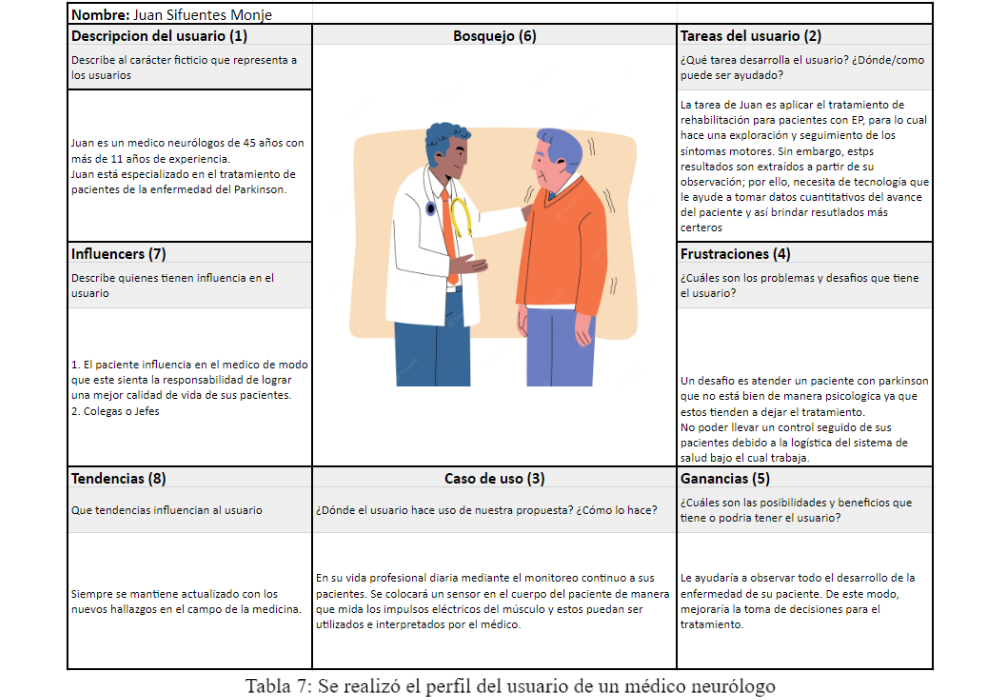 Nombre: Juan Sifuentes Monje
Descripcion del usuario (1)
Describe al carácter ficticio que representa a
los usuarios
Juan es un medico neurólogos de 45 años con
más de 11 años de experiencia.
Juan está especializado en el tratamiento de
pacientes de la enfermedad del Parkinson.
Bosquejo (6)
Tareas del usuario (2)
¿Qué tarea desarrolla el usuario? ¿Dónde/como
puede ser ayudado?
La tarea de Juan es aplicar el tratamiento de
rehabilitación para pacientes con EP, para lo cual
hace una exploración y seguimiento de los
síntomas motores. Sin embargo, estps
resultados son extraídos a partir de su
observación; por ello, necesita de tecnología que
le ayude a tomar datos cuantitativos del avance
del paciente y así brindar resutlados más
certeros
Influencers (7)
Describe quienes tienen influencia en el
usuario
1. El paciente influencia en el medico de modo
que este sienta la responsabilidad de lograr
una mejor calidad de vida de sus pacientes.
2. Colegas o Jefes
Frustraciones (4)
¿Cuáles son los problemas y desafios que tiene
el usuario?
Un desafio es atender un paciente con parkinson
que no está bien de manera psicologica ya que
estos tienden a dejar el tratamiento.
No poder llevar un control seguido de sus
pacientes debido a la logística del sistema de
salud bajo el cual trabaja.
Tendencias (8)
Que tendencias influencian al usuario
Siempre se mantiene actualizado con los
nuevos hallazgos en el campo de la medicina.
Caso de uso (3)
¿Dónde el usuario hace uso de nuestra propuesta? ¿Cómo lo hace?
En su vida profesional diaria mediante el monitoreo continuo a sus
pacientes. Se colocará un sensor en el cuerpo del paciente de manera
que mida los impulsos eléctricos del músculo y estos puedan ser
utilizados e interpretados por el médico.
Ganancias (5)
¿Cuáles son las posibilidades y beneficios que
tiene o podria tener el usuario?
Le ayudaría a observar todo el desarrollo de la
enfermedad de su paciente. De este modo,
mejoraría la toma de decisiones para el
tratamiento.
Tabla 7: Se realizó el perfil del usuario de un médico neurólogo